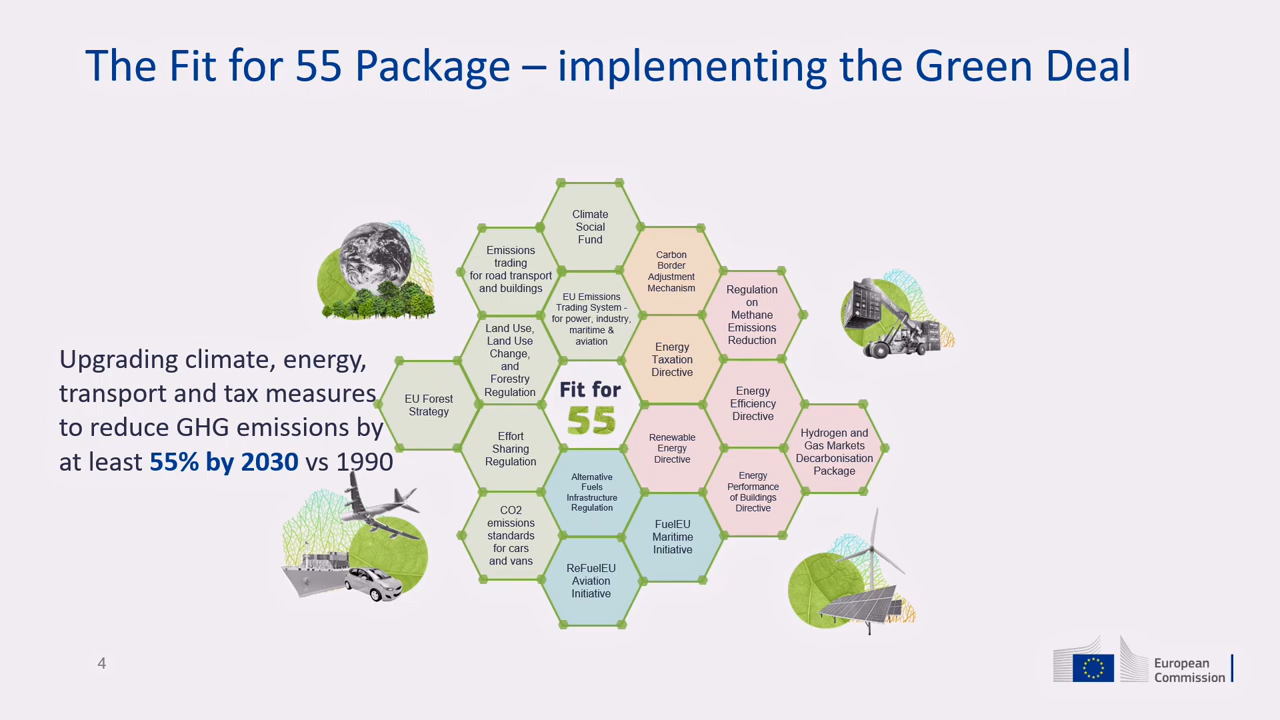 The Fit for 55 Package – implementing the Green Deal
Upgrading climate, energy,
transport and tax measures
to reduce GHG emissions by
at least 55% by 2030 vs 1990
Climate
Social
Fund
Emissions
trading
for road transport
and buildings
Carbon
Border
Adjustment
Mechanism
EU Emissions
Trading System -
for power, industry,
maritime &
aviation
Regulation
on
Methane
Emissions
Reduction
Land Use,
Land Use
Change,
and
Forestry
Regulation
Energy
Taxation
Directive
EU Forest
Strategy
Fit for
55
Energy
Efficiency
Directive
Effort
Sharing
Regulation
Renewable
Energy
Directive
Hydrogen and
Gas Markets
Decarbonisation
Package
Alternative
Fuels
Infrastructure
Regulation
Energy
Performance
of Buildings
Directive
CO2
emissions
standards
for cars
and vans
FuelEU
Maritime
Initiative
ReFuelEU
Aviation
Initiative
4
European
Commission